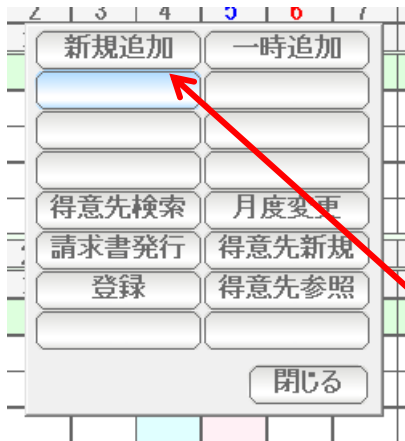 2 3 4 5 6 7
新規追加 一時追加
得意先検索 月度変更
請求書発行 得意先新規
登録 得意先参照
閉じる